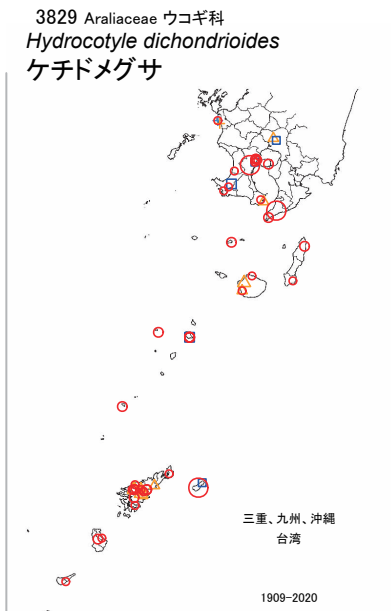 3829 Araliaceae ウコギ科
Hydrocotyle dichondrioides
ケチドメグサ
三重、九州、沖縄
台湾
1909-2020